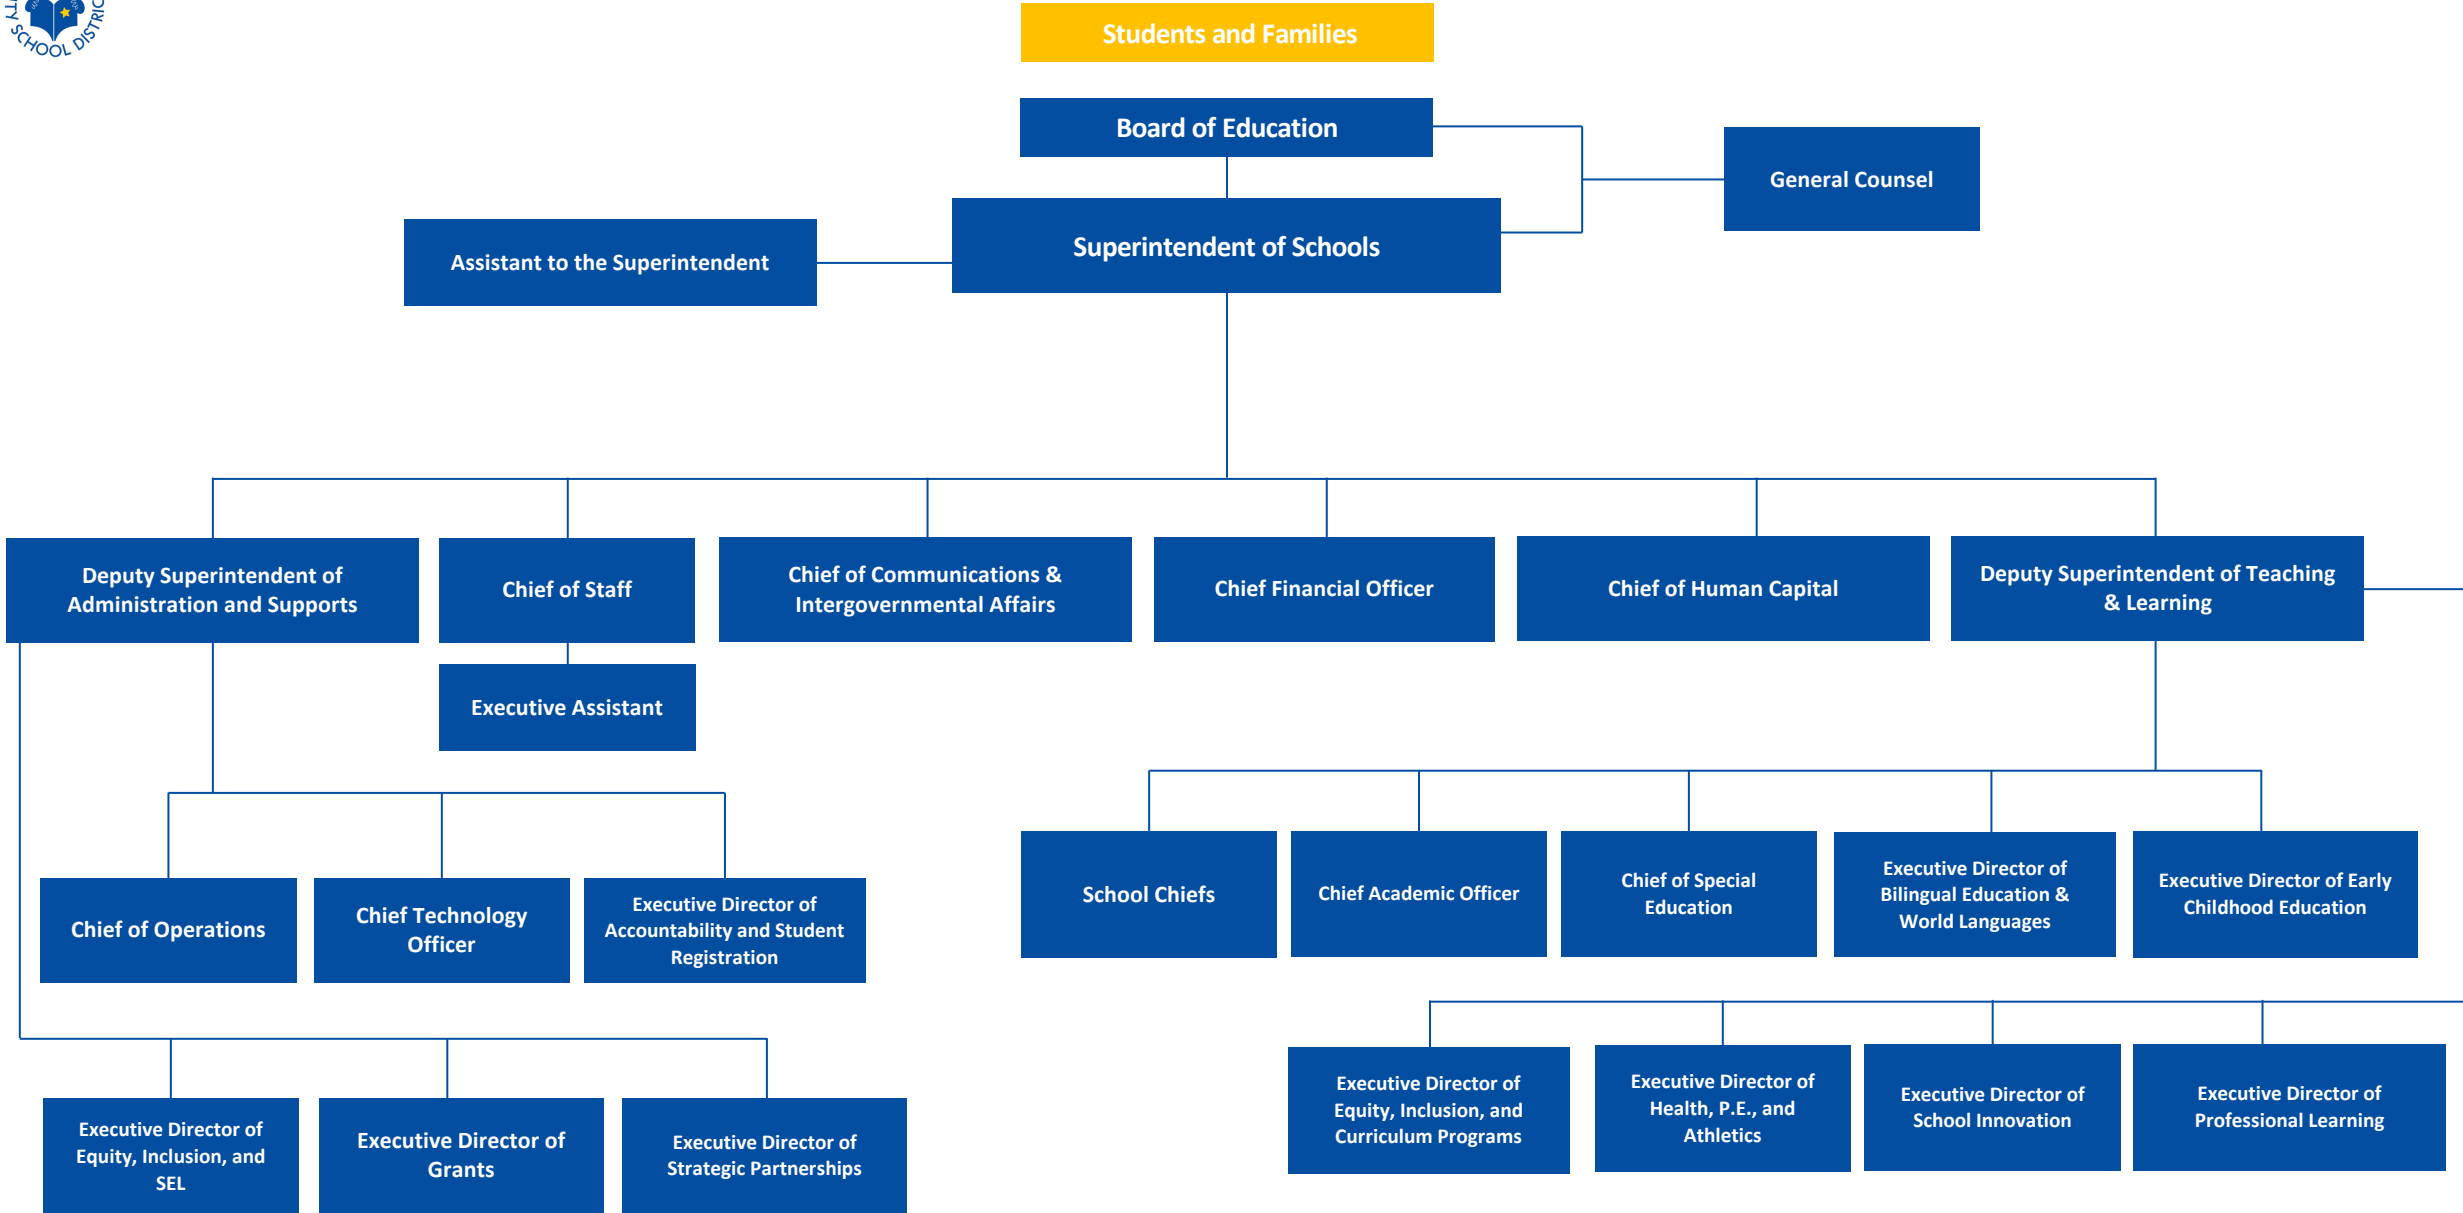 SCHOOL DISTRIC
Students and Families
Board of Education
General Counsel
Superintendent of Schools
Assistant to the Superintendent
Deputy Superintendent of
Administration and Supports
Chief of Staff
Chief of Communications &
Intergovernmental Affairs
Chief Financial Officer
Chief of Human Capital
Deputy Superintendent of Teaching
& Learning
Executive Assistant
School Chiefs
Chief Academic Officer
Chief of Special
Education
Executive Director of
Bilingual Education &
World Languages
Executive Director of Early
Childhood Education
Chief of Operations
Chief Technology
Officer
Executive Director of
Accountability and Student
Registration
Executive Director of
Equity, Inclusion, and
Curriculum Programs
Executive Director of
Health, P.E., and
Athletics
Executive Director of
School Innovation
Executive Director of
Professional Learning
Executive Director of
Equity, Inclusion, and
SEL
Executive Director of
Grants
Executive Director of
Strategic Partnerships